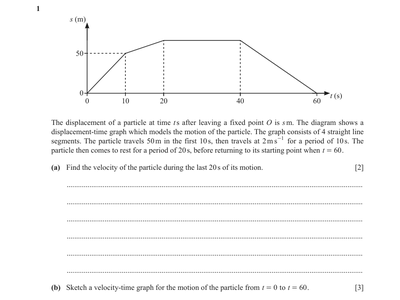 1
s (m)
50
0
0 10 20 40 60 t (s)
The displacement of a particle at time t s after leaving a fixed point O is s m. The diagram shows a
displacement-time graph which models the motion of the particle. The graph consists of 4 straight line
segments. The particle travels 50 m in the first 10 s, then travels at 2 m s⁻¹ for a period of 10 s. The
particle then comes to rest for a period of 20 s, before returning to its starting point when t = 60.
(a) Find the velocity of the particle during the last 20 s of its motion. [2]
(b) Sketch a velocity-time graph for the motion of the particle from t = 0 to t = 60. [3]